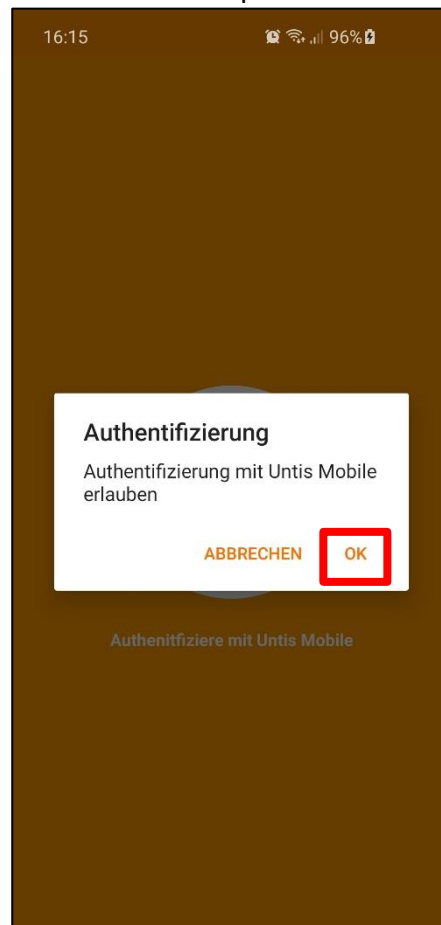 16:15 96%
Authentifizierung
Authentifizierung mit Untis Mobile
erlauben
ABBRECHEN OK
Authenitfiziere mit Untis Mobile